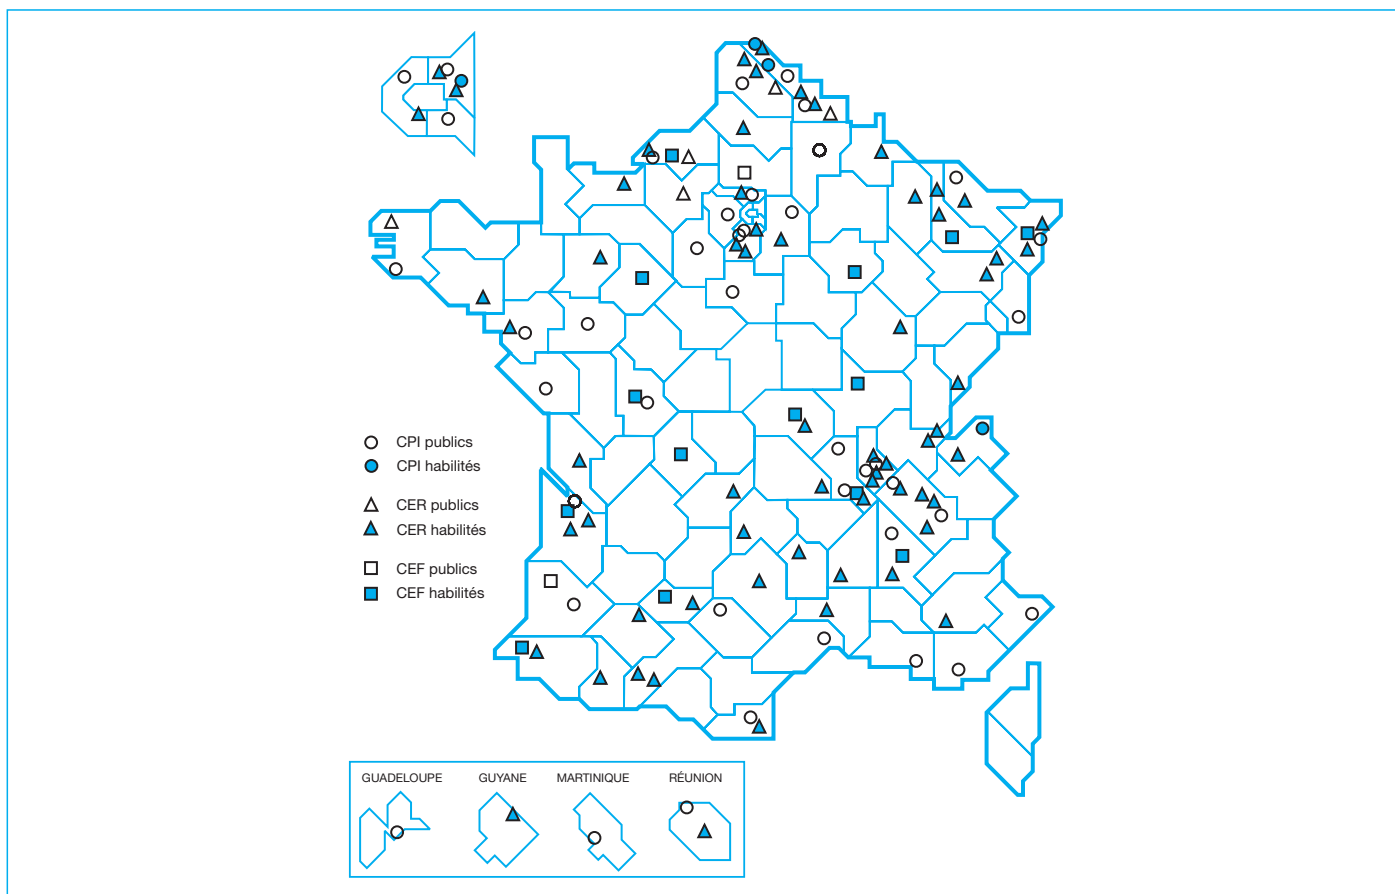 CPI publics
CPI habilités
CER publics
CER habilités
CEF publics
CEF habilités
GUADELOUPE
GUYANE
MARTINIQUE
RÉUNION